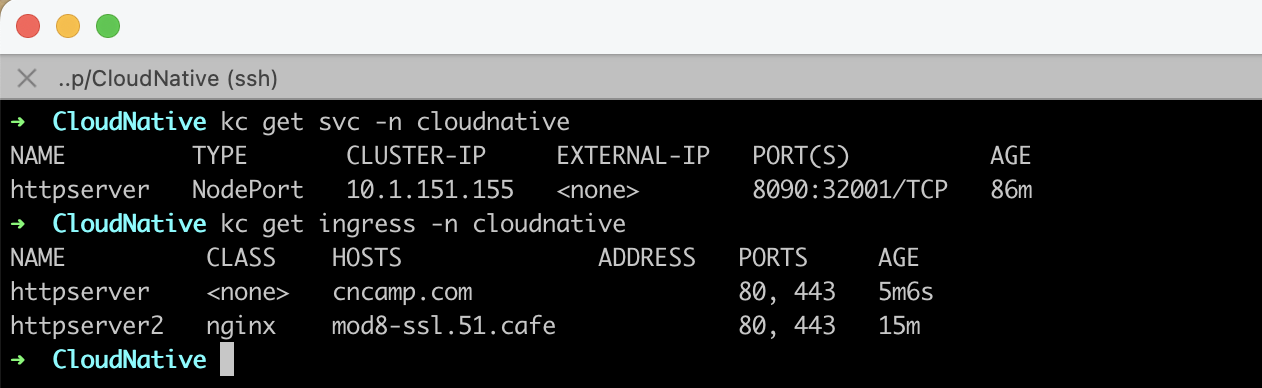 ..p/CloudNative (ssh)
➜ CloudNative kc get svc -n cloudnative
NAME TYPE CLUSTER-IP EXTERNAL-IP PORT(S) AGE
httpserver NodePort 10.1.151.155 <none> 8090:32001/TCP 86m
➜ CloudNative kc get ingress -n cloudnative
NAME CLASS HOSTS ADDRESS PORTS AGE
httpserver <none> cncamp.com 80, 443 5m6s
httpserver2 nginx mod8-ssl.51.cafe 80, 443 15m
➜ CloudNative